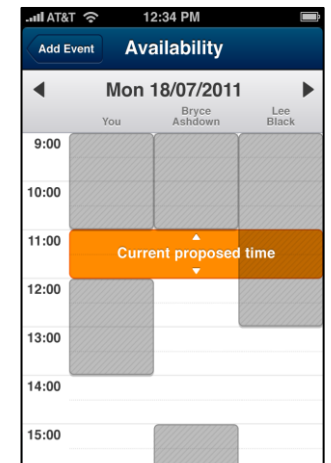 AT&T 12:34 PM
Add Event Availability
Mon 18/07/2011
You Bryce Ashdown Lee Black
9:00
10:00
11:00
Current proposed time
12:00
13:00
14:00
15:00